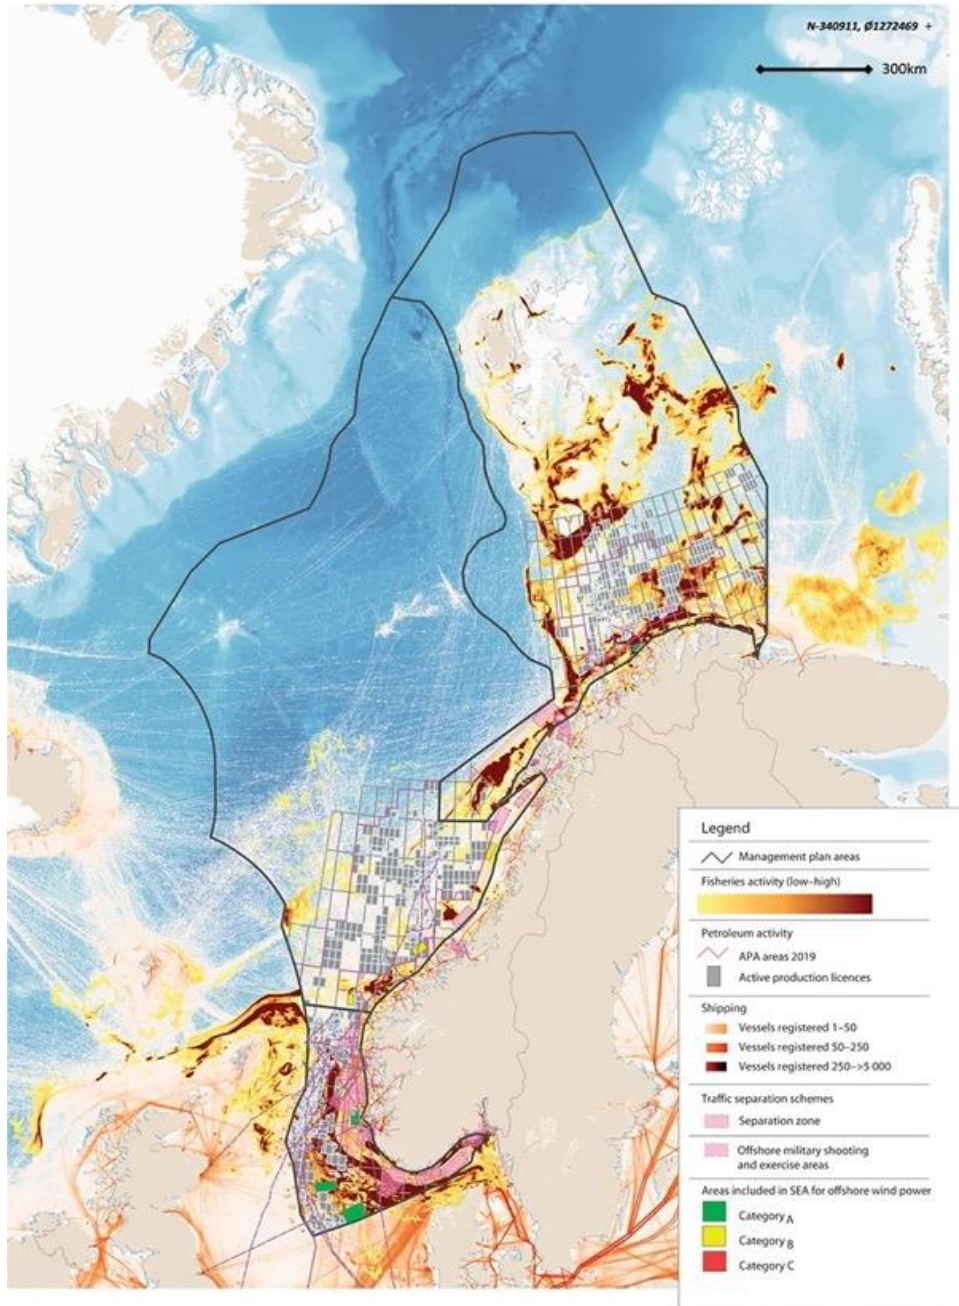 N-340911, Ø1272469 +
300km
Legend
Management plan areas
Fisheries activity (low–high)
Petroleum activity
APA areas 2019
Active production licences
Shipping
Vessels registered 1–50
Vessels registered 50–250
Vessels registered 250–>5 000
Traffic separation schemes
Separation zone
Offshore military shooting
and exercise areas
Areas included in SEA for offshore wind power
Category A
Category B
Category C